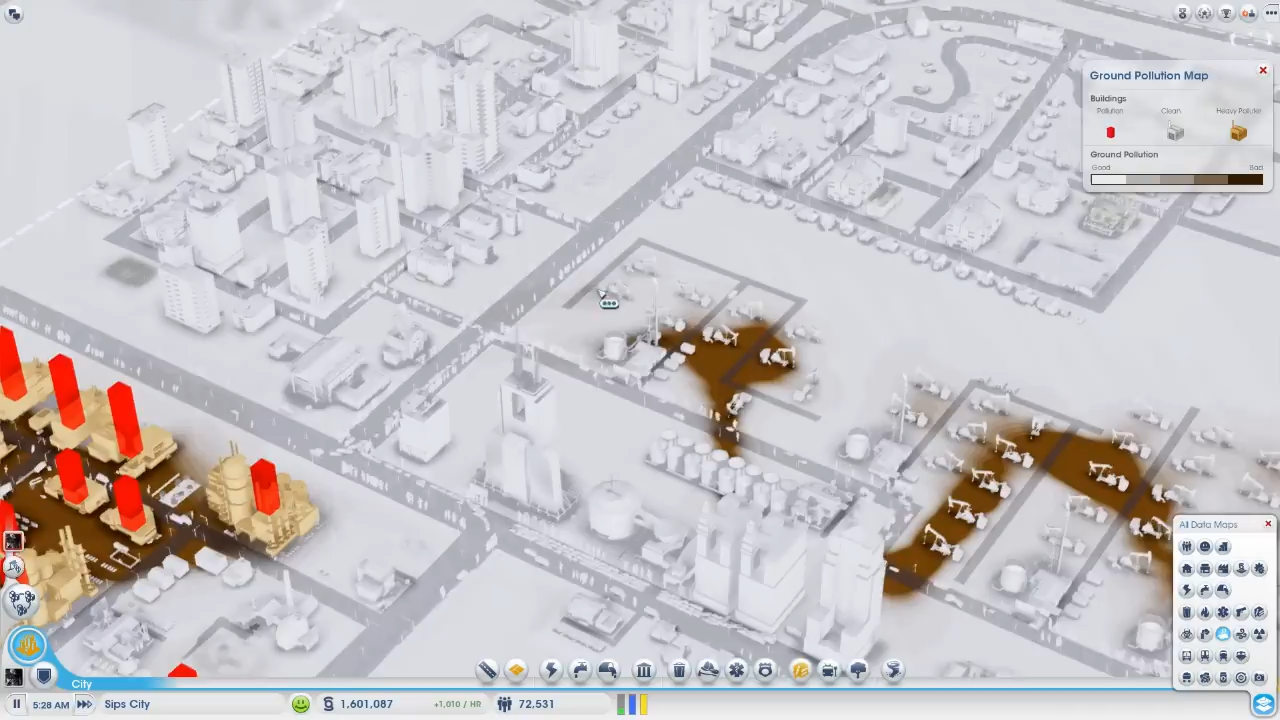 Ground Pollution Map
Buildings
Pollution Clean Heavy Polluter
Ground Pollution
Good Bad
All Data Maps
City
5:28 AM Sips City 1,601,087 +1,010 / HR 72,531